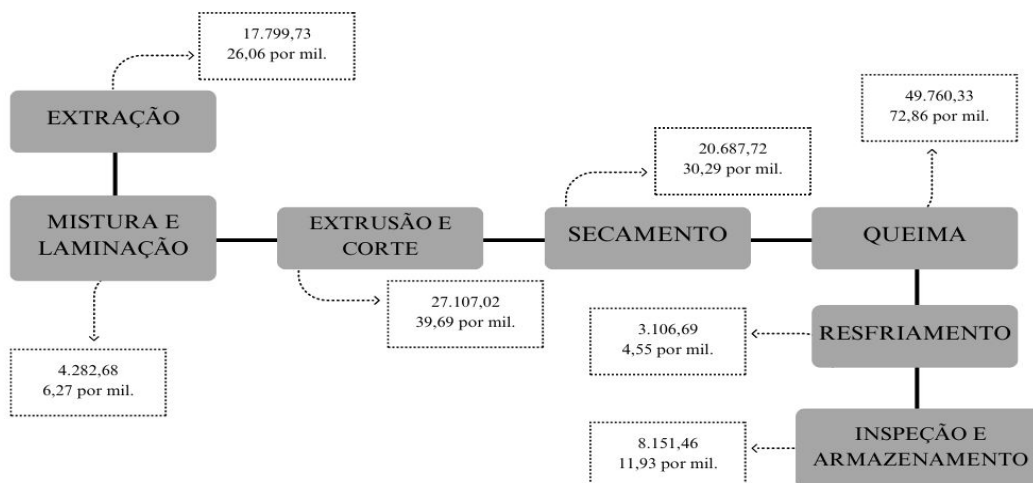 17.799,73
26,06 por mil.
EXTRAÇÃO
MISTURA E
LAMINAÇÃO
4.282,68
6,27 por mil.
EXTRUSÃO E
CORTE
27.107,02
39,69 por mil.
20.687,72
30,29 por mil.
SECAMENTO
49.760,33
72,86 por mil.
QUEIMA
RESFRIAMENTO
3.106,69
4,55 por mil.
INSPEÇÃO E
ARMAZENAMENTO
8.151,46
11,93 por mil.